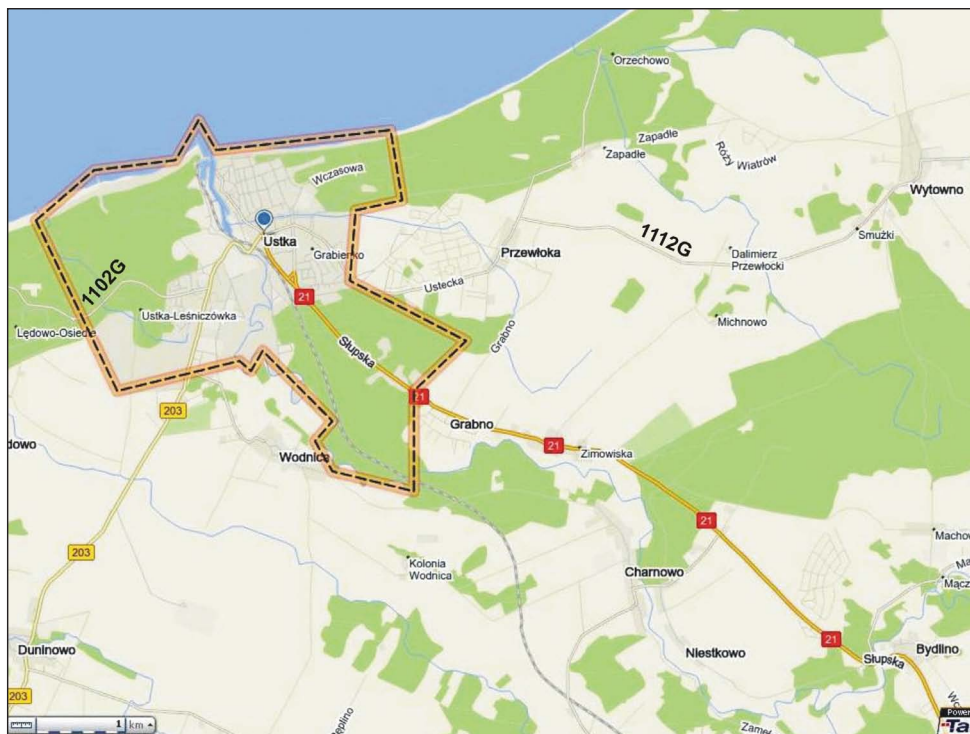 Orzechowo
Zapadłe
Zapadłe
Róży
Wiatrów
Wczasowa
Wytowno
Ustka
Grabieńko
Przewłoka
1112G
Smużki
Dalimierz
Przewłocki
1102G
Ustecka
21
Ustka-Leśniczówka
Michnowo
Lędowo-Osiedle
Grabno
Słupska
203
21
Grabno
21
Zimowiska
Wodnica
21
203
Kolonia
Wodnica
Charnowo
Duninowo
21
Niestkowo
Słupska
Bydlino
203
1 km